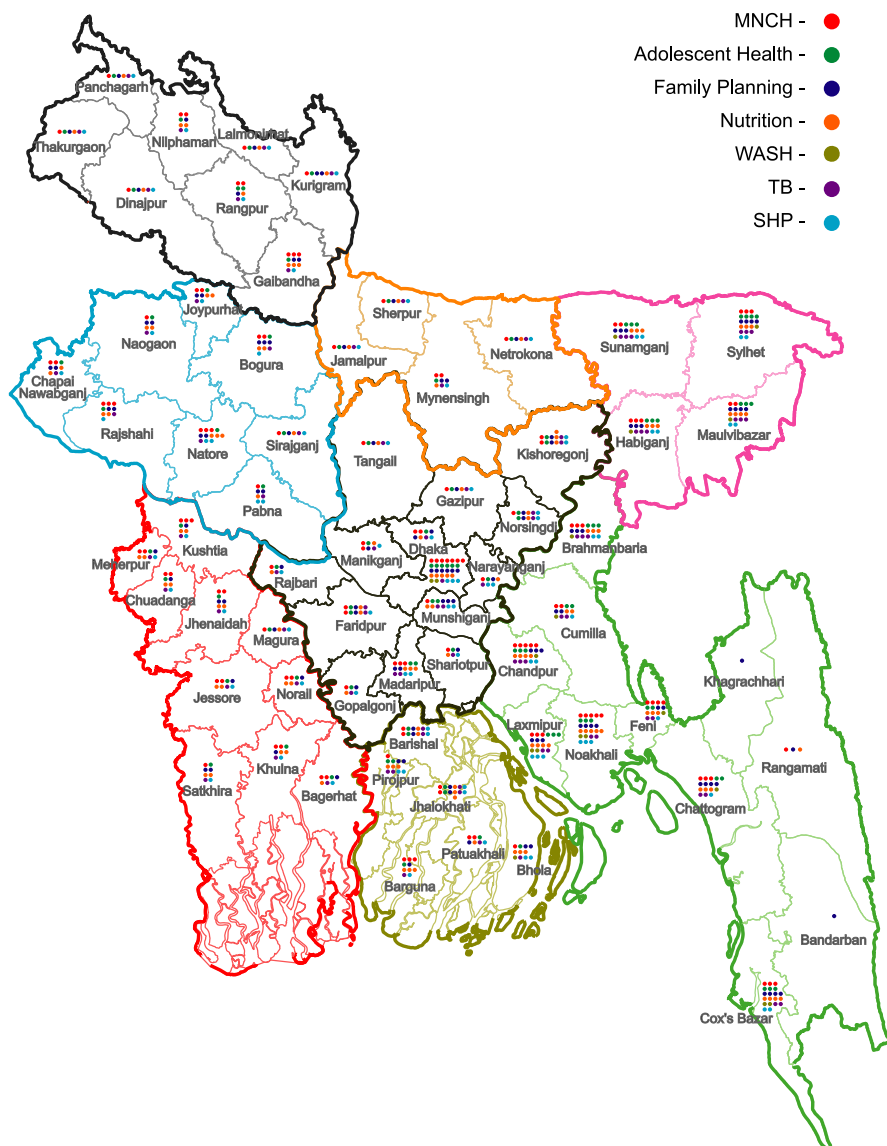 MNCH -
Adolescent Health -
Family Planning -
Nutrition -
WASH -
TB -
SHP -
Panchagarh
Thakurgaon
Nilphamari
Lalmonirhat
Dinajpur
Rangpur
Kurigram
Gaibandha
Joypurhat
Naogaon
Bogura
Chapai
Nawabganj
Rajshahi
Natore
Sirajganj
Pabna
Sherpur
Jamalpur
Netrokona
Mynensingh
Tangail
Kishoregonj
Sunamganj
Sylhet
Habiganj
Maulvibazar
Gazipur
Norsingdi
Dhaka
Manikganj
Narayanganj
Brahmanbaria
Rajbari
Faridpur
Munshiganj
Shariotpur
Madaripur
Gopalgonj
Kushtia
Meherpur
Chuadanga
Jhenaidah
Magura
Jessore
Norail
Satkhira
Khulna
Bagerhat
Cumilla
Chandpur
Laxmipur
Noakhali
Feni
Khagrachhari
Rangamati
Chattogram
Bandarban
Cox's Bazar
Barishal
Pirojpur
Jhalokhati
Patuakhali
Barguna
Bhola